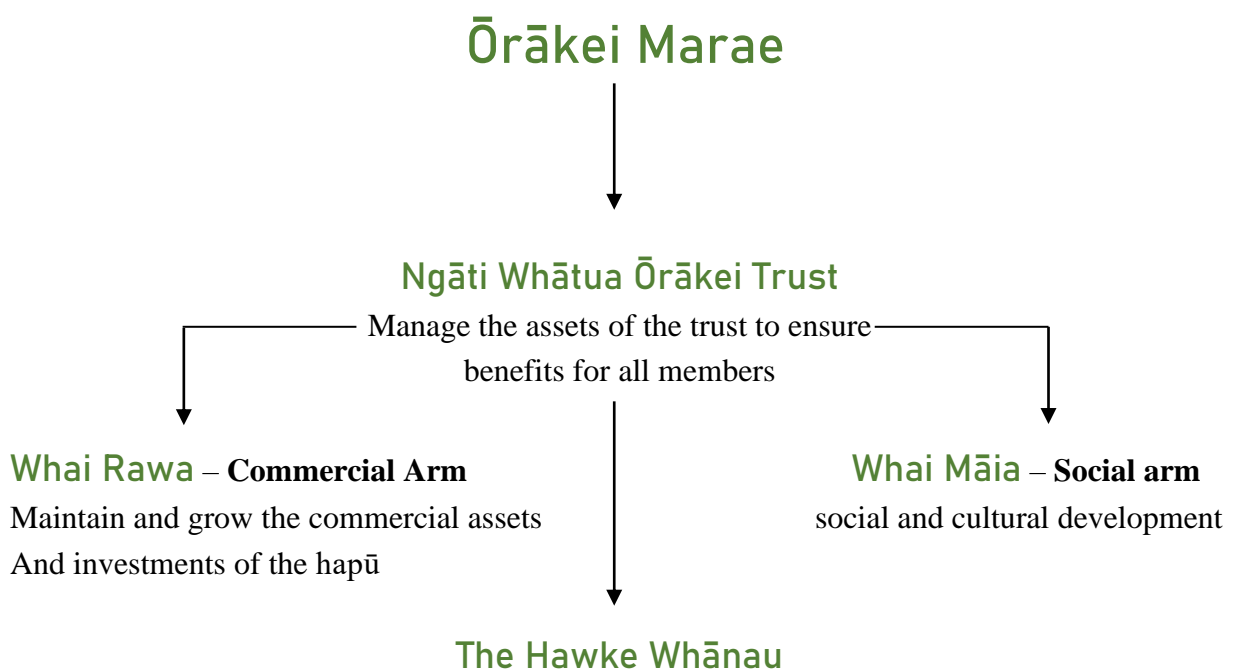 Ōrākei Marae
Ngāti Whātua Ōrākei Trust
Manage the assets of the trust to ensure
benefits for all members
Whai Rawa – Commercial Arm
Maintain and grow the commercial assets
And investments of the hapū
Whai Māia – Social arm
social and cultural development
The Hawke Whānau